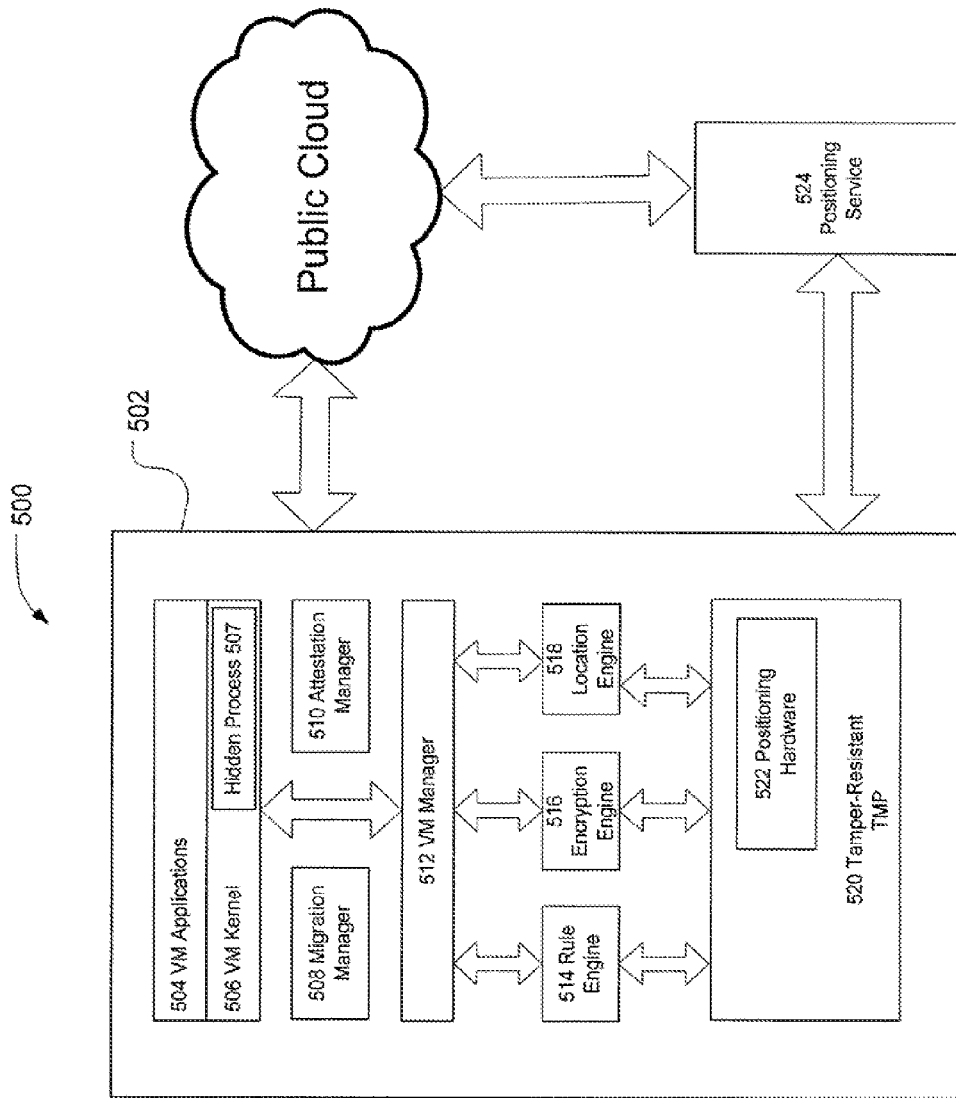 500
502
504 VM Applications
506 VM Kernel
Hidden Process 507
508 Migration
Manager
510 Attestation
Manager
512 VM Manager
514 Rule
Engine
516
Encryption
Engine
518
Location
Engine
522 Positioning
Hardware
520 Tamper-Resistant
TMP
Public Cloud
524
Positioning
Service